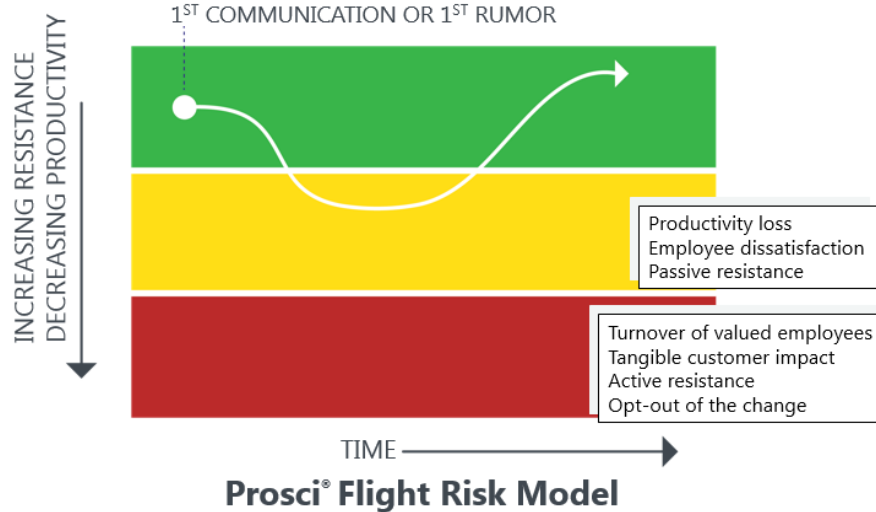 1ST COMMUNICATION OR 1ST RUMOR
INCREASING RESISTANCE
DECREASING PRODUCTIVITY
Productivity loss
Employee dissatisfaction
Passive resistance
Turnover of valued employees
Tangible customer impact
Active resistance
Opt-out of the change
TIME
Prosci® Flight Risk Model